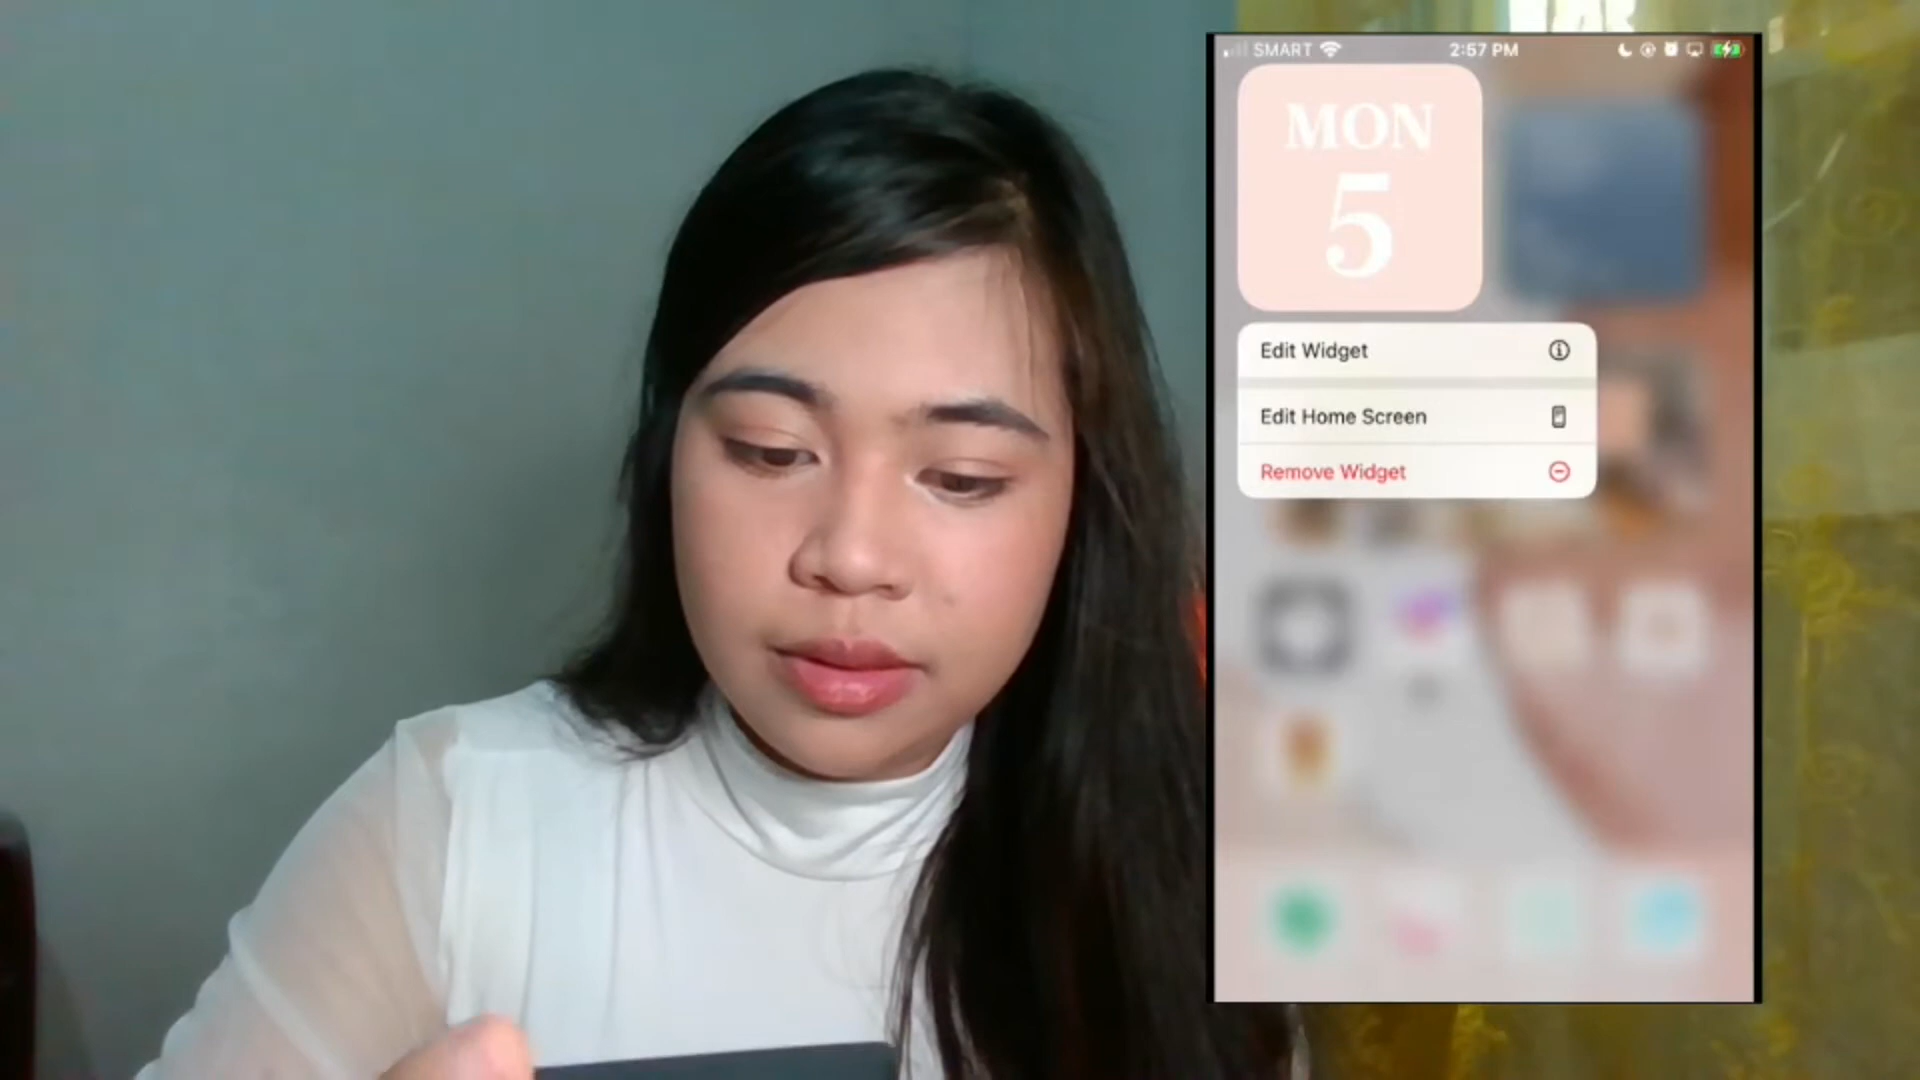 SMART 2:57 PM
MON
5
Edit Widget
Edit Home Screen
Remove Widget